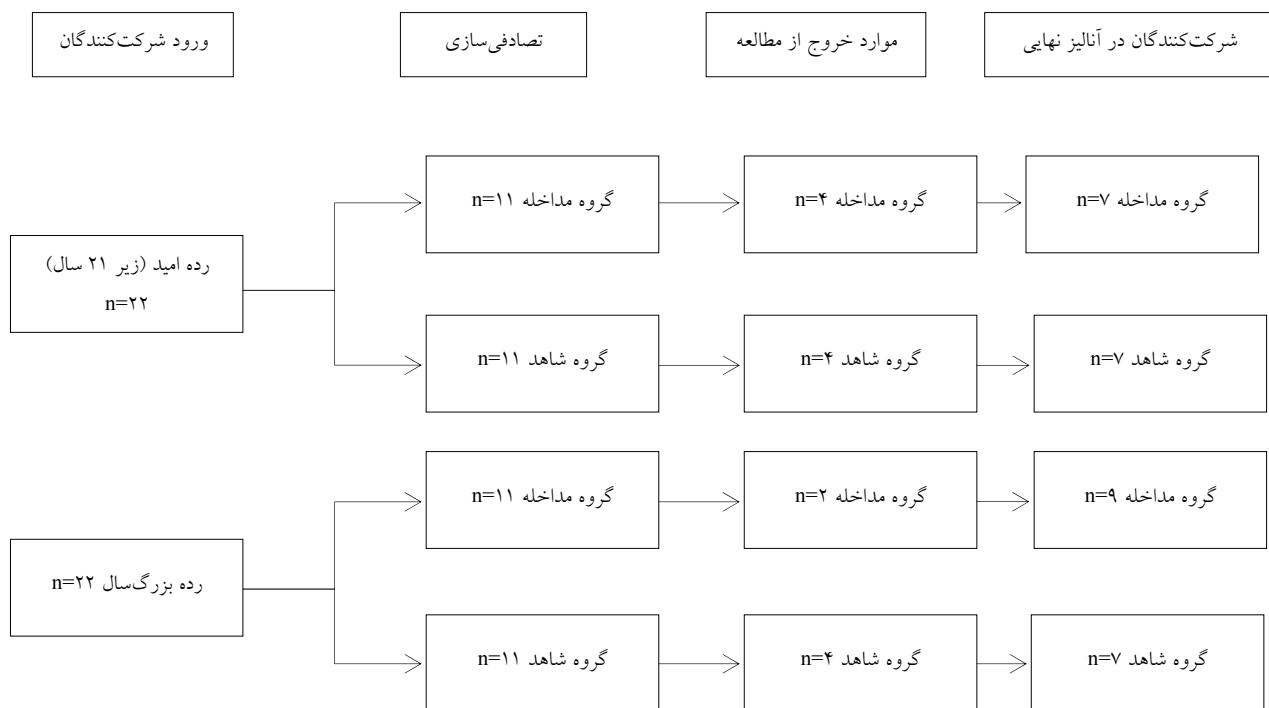 ورود شرکت‌کنندگان
تصادفی‌سازی
موارد خروج از مطالعه
شرکت‌کنندگان در آنالیز نهایی
رده امید (زیر ۲۱ سال)
n=۲۲
گروه مداخله n=۱۱
گروه مداخله n=۴
گروه مداخله n=۷
گروه شاهد n=۱۱
گروه شاهد n=۴
گروه شاهد n=۷
رده بزرگ‌سال n=۲۲
گروه مداخله n=۱۱
گروه مداخله n=۲
گروه مداخله n=۹
گروه شاهد n=۱۱
گروه شاهد n=۴
گروه شاهد n=۷